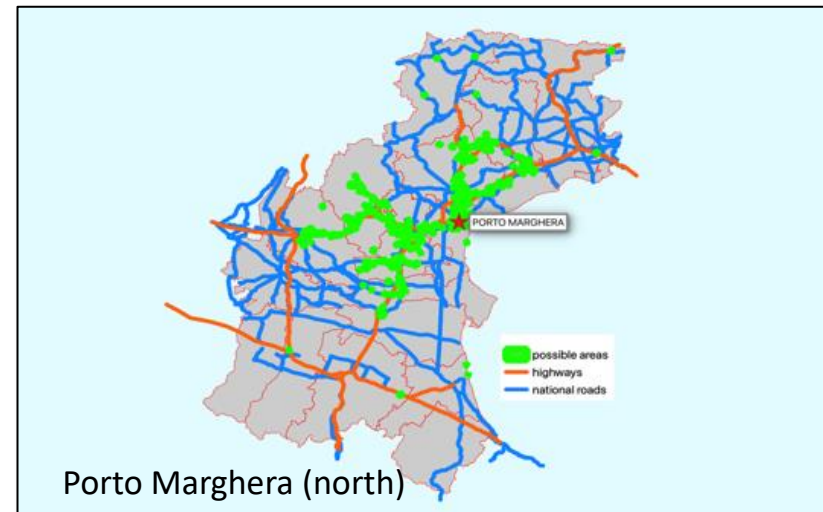 PORTO MARGHERA
possible areas
highways
national roads
Porto Marghera (north)